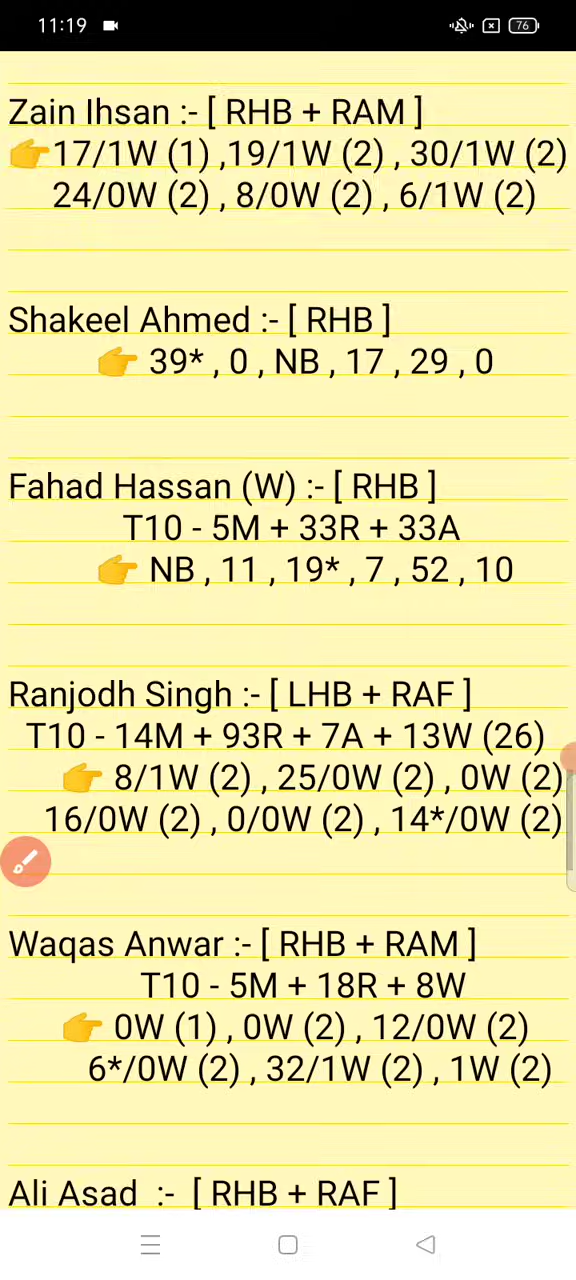 11:19 76
Zain Ihsan :- [ RHB + RAM ]
👉17/1W (1) ,19/1W (2) , 30/1W (2)
24/0W (2) , 8/0W (2) , 6/1W (2)
Shakeel Ahmed :- [ RHB ]
👉 39* , 0 , NB , 17 , 29 , 0
Fahad Hassan (W) :- [ RHB ]
T10 - 5M + 33R + 33A
👉 NB , 11 , 19* , 7 , 52 , 10
Ranjodh Singh :- [ LHB + RAF ]
T10 - 14M + 93R + 7A + 13W (26)
👉 8/1W (2) , 25/0W (2) , 0W (2)
16/0W (2) , 0/0W (2) , 14*/0W (2)
Waqas Anwar :- [ RHB + RAM ]
T10 - 5M + 18R + 8W
👉 0W (1) , 0W (2) , 12/0W (2)
6*/0W (2) , 32/1W (2) , 1W (2)
Ali Asad :- [ RHB + RAF ]